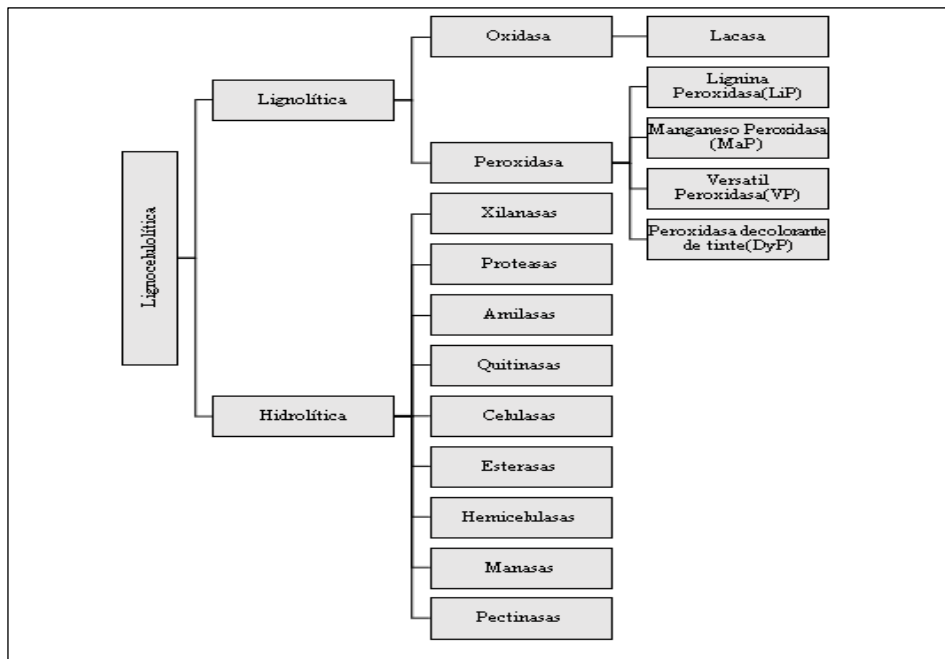 Lignocelulolítica
Lignolítica
Oxidasa
Lacasa
Peroxidasa
Lignina
Peroxidasa(LiP)
Manganeso Peroxidasa
(MaP)
Versatil
Peroxidasa(VP)
Peroxidasa decolorante
de tinte(DyP)
Hidrolítica
Xilanasas
Proteasas
Amilasas
Quitinasas
Celulasas
Esterasas
Hemicelulasas
Manasas
Pectinasas